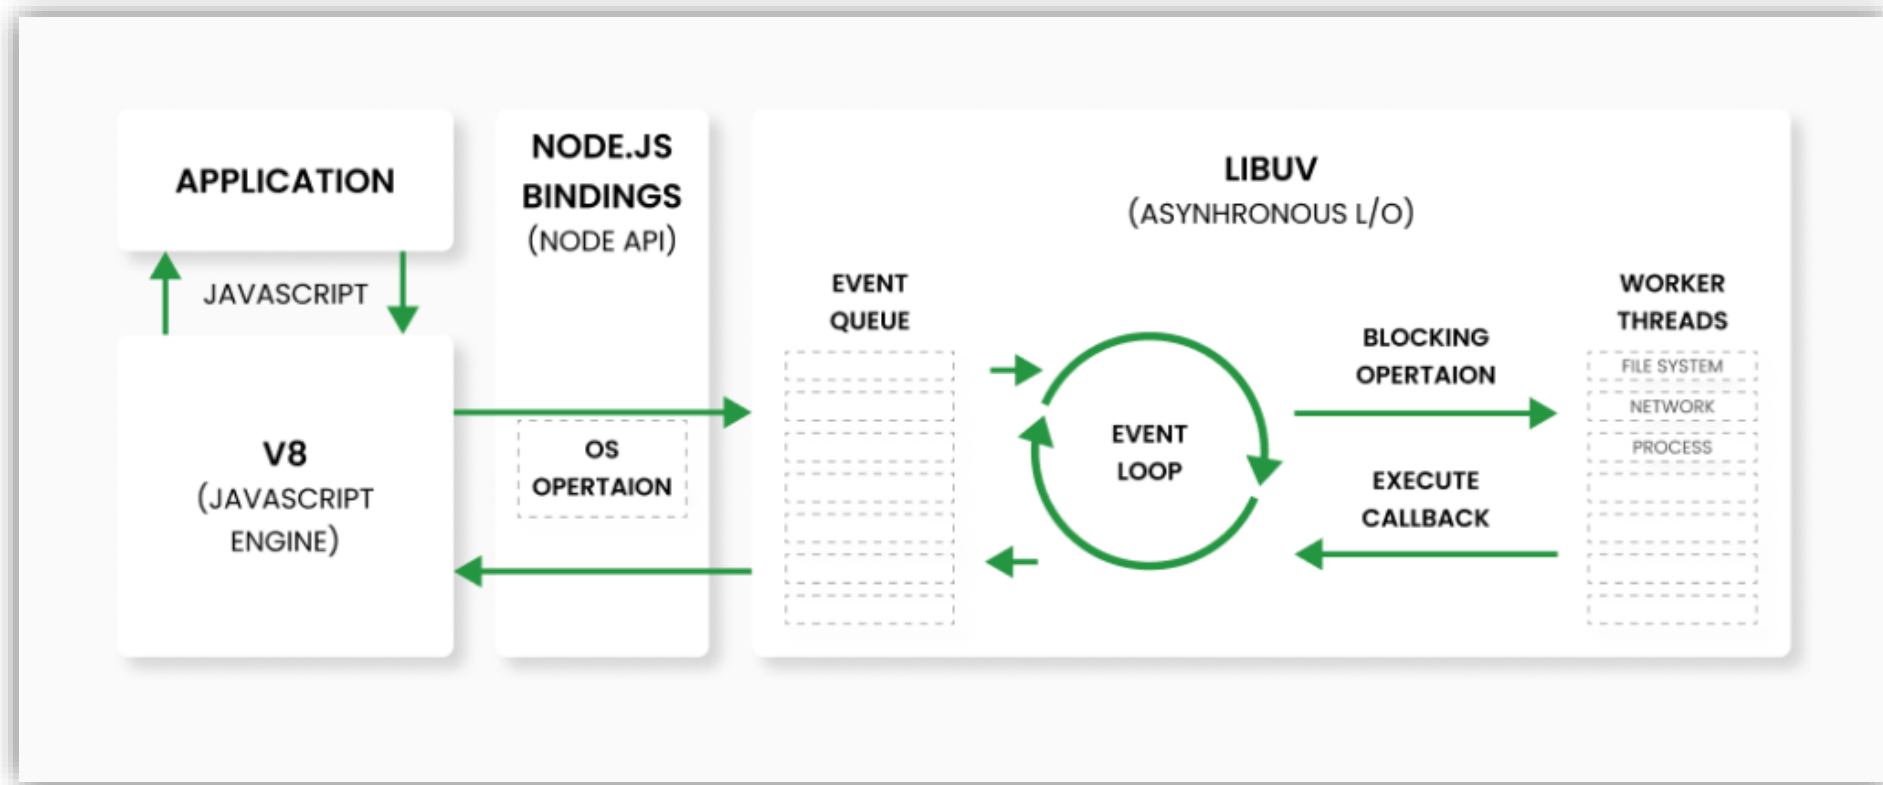 APPLICATION
JAVASCRIPT
V8
(JAVASCRIPT
ENGINE)
NODE.JS
BINDINGS
(NODE API)
OS
OPERTAION
LIBUV
(ASYNHRONOUS L/O)
EVENT
QUEUE
EVENT
LOOP
BLOCKING
OPERTAION
EXECUTE
CALLBACK
WORKER
THREADS
FILE SYSTEM
NETWORK
PROCESS